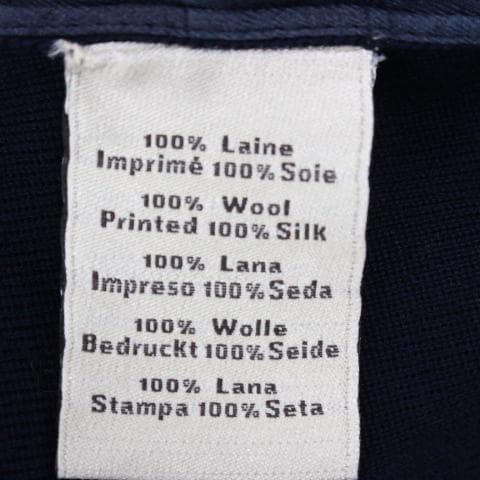 100% Laine
Imprimé 100% Soie
100% Wool
Printed 100% Silk
100% Lana
Impreso 100% Seda
100% Wolle
Bedruckt 100% Seide
100% Lana
Stampa 100% Seta